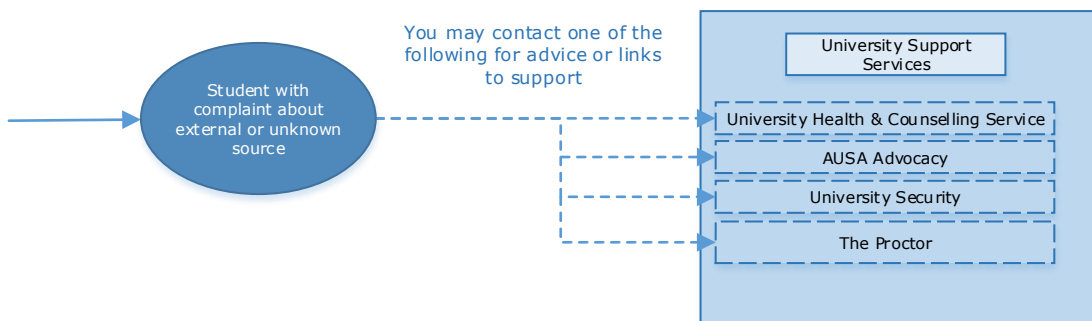 You may contact one of the
following for advice or links
to support
Student with
complaint about
external or unknown
source
University Support
Services
University Health & Counselling Service
AUSA Advocacy
University Security
The Proctor